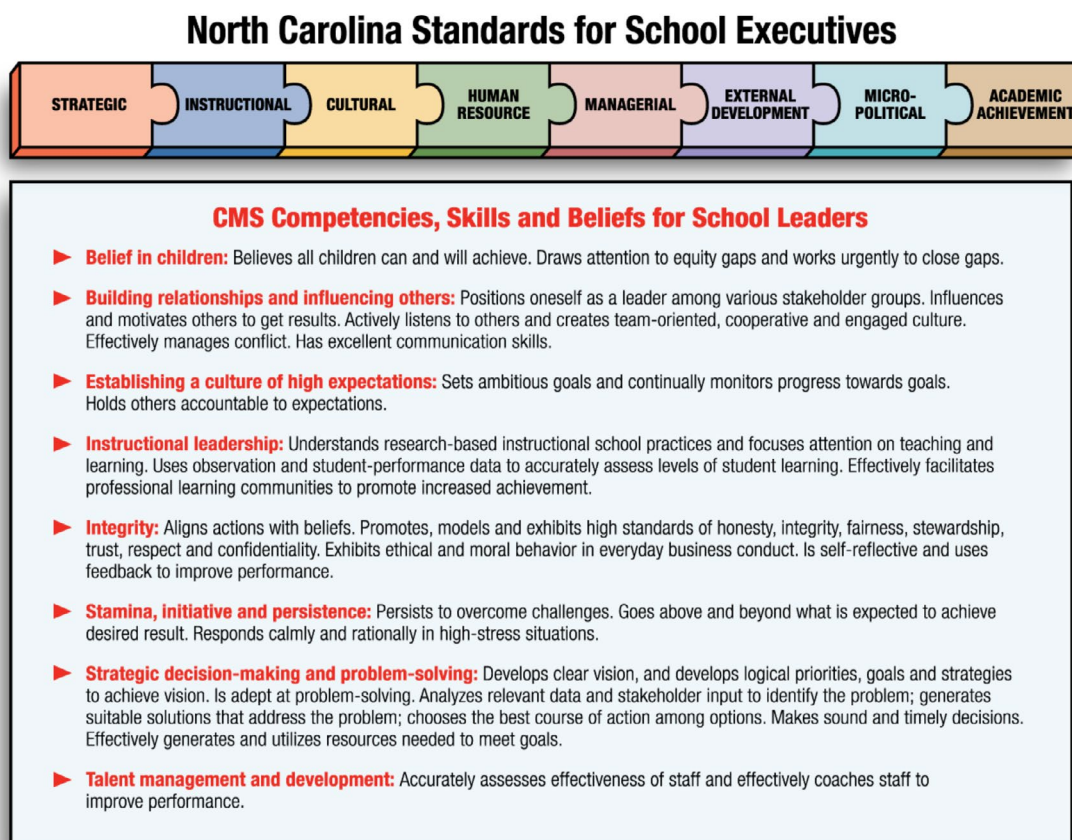 North Carolina Standards for School Executives
STRATEGIC
INSTRUCTIONAL
CULTURAL
HUMAN
RESOURCE
MANAGERIAL
EXTERNAL
DEVELOPMENT
MICRO-
POLITICAL
ACADEMIC
ACHIEVEMENT
CMS Competencies, Skills and Beliefs for School Leaders
► Belief in children: Believes all children can and will achieve. Draws attention to equity gaps and works urgently to close gaps.
► Building relationships and influencing others: Positions oneself as a leader among various stakeholder groups. Influences
and motivates others to get results. Actively listens to others and creates team-oriented, cooperative and engaged culture.
Effectively manages conflict. Has excellent communication skills.
► Establishing a culture of high expectations: Sets ambitious goals and continually monitors progress towards goals.
Holds others accountable to expectations.
► Instructional leadership: Understands research-based instructional school practices and focuses attention on teaching and
learning. Uses observation and student-performance data to accurately assess levels of student learning. Effectively facilitates
professional learning communities to promote increased achievement.
► Integrity: Aligns actions with beliefs. Promotes, models and exhibits high standards of honesty, integrity, fairness, stewardship,
trust, respect and confidentiality. Exhibits ethical and moral behavior in everyday business conduct. Is self-reflective and uses
feedback to improve performance.
► Stamina, initiative and persistence: Persists to overcome challenges. Goes above and beyond what is expected to achieve
desired result. Responds calmly and rationally in high-stress situations.
► Strategic decision-making and problem-solving: Develops clear vision, and develops logical priorities, goals and strategies
to achieve vision. Is adept at problem-solving. Analyzes relevant data and stakeholder input to identify the problem; generates
suitable solutions that address the problem; chooses the best course of action among options. Makes sound and timely decisions.
Effectively generates and utilizes resources needed to meet goals.
► Talent management and development: Accurately assesses effectiveness of staff and effectively coaches staff to
improve performance.